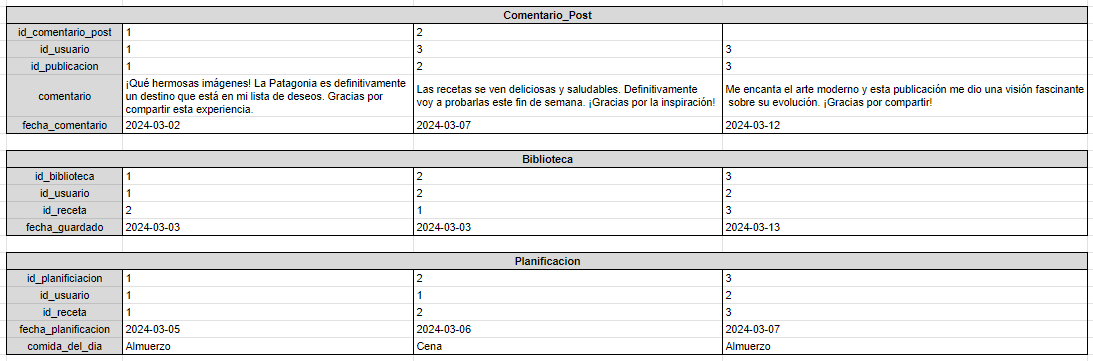 Comentario_Post
id_comentario_post 1 2
id_usuario 1 3 3
id_publicacion 1 2 3
comentario ¡Qué hermosas imágenes! La Patagonia es definitivamente un destino que está en mi lista de deseos. Gracias por compartir esta experiencia. Las recetas se ven deliciosas y saludables. Definitivamente voy a probarlas este fin de semana. ¡Gracias por la inspiración! Me encanta el arte moderno y esta publicación me dio una visión fascinante sobre su evolución. ¡Gracias por compartir!
fecha_comentario 2024-03-02 2024-03-07 2024-03-12
Biblioteca
id_biblioteca 1 2 3
id_usuario 1 2 2
id_receta 2 1 3
fecha_guardado 2024-03-03 2024-03-03 2024-03-13
Planificacion
id_planificiacion 1 2 3
id_usuario 1 1 2
id_receta 1 2 3
fecha_planificacion 2024-03-05 2024-03-06 2024-03-07
comida_del_dia Almuerzo Cena Almuerzo